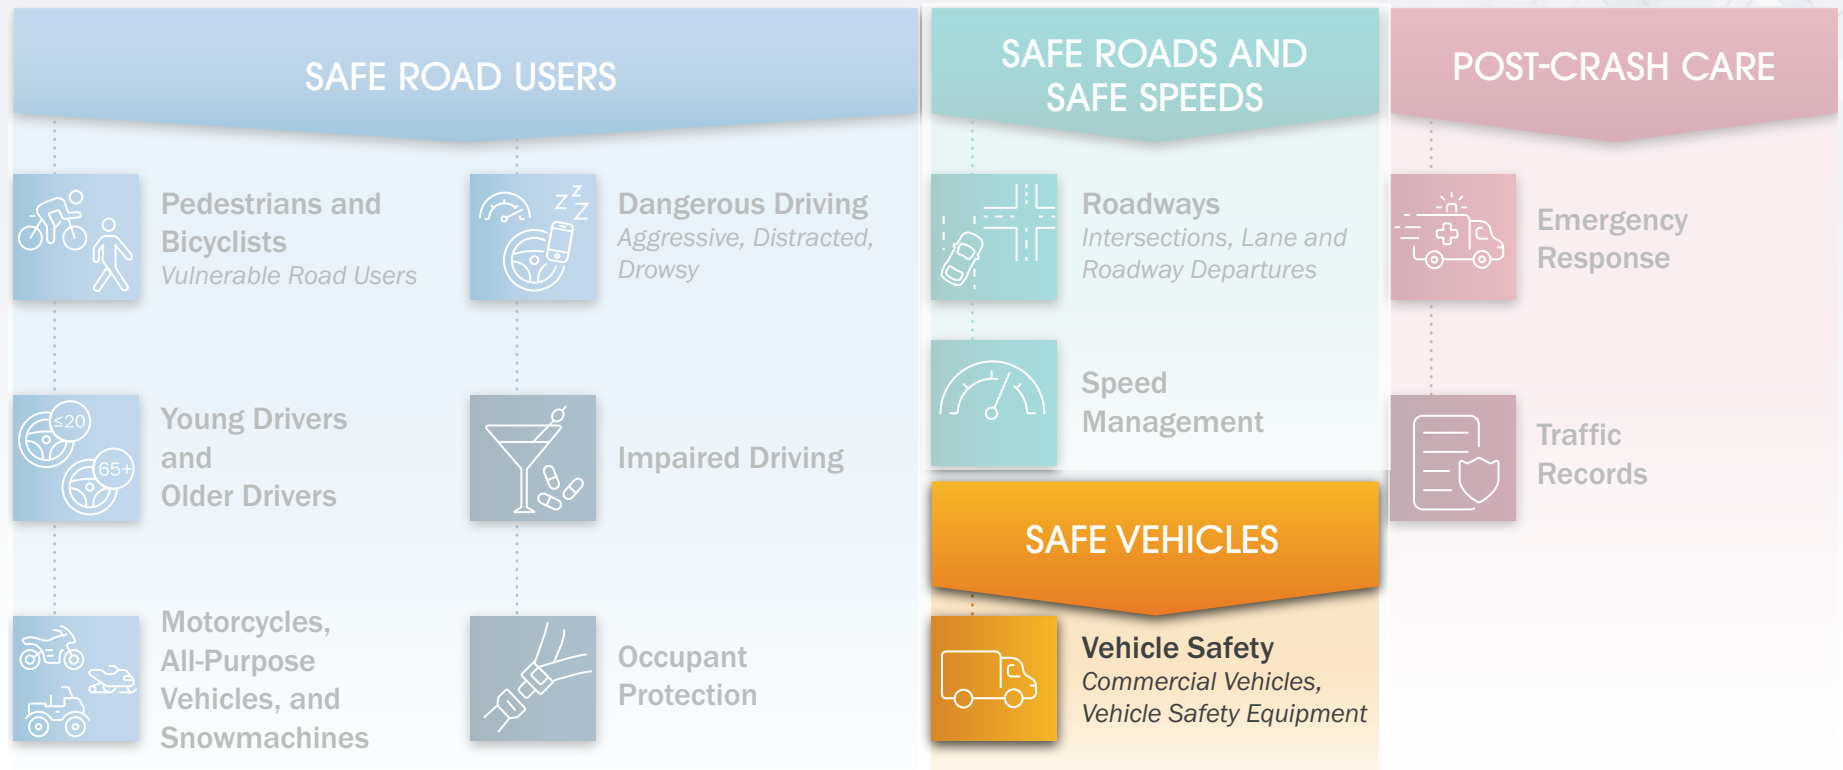 SAFE ROAD USERS
Pedestrians and
Bicyclists
Vulnerable Road Users
≤20
65+
Young Drivers
and
Older Drivers
Motorcycles,
All-Purpose
Vehicles, and
Snowmachines
Z
Z
Z
Dangerous Driving
Aggressive, Distracted,
Drowsy
Impaired Driving
Occupant
Protection
SAFE ROADS AND
SAFE SPEEDS
Roadways
Intersections, Lane and
Roadway Departures
Speed
Management
SAFE VEHICLES
Vehicle Safety
Commercial Vehicles,
Vehicle Safety Equipment
POST-CRASH CARE
Emergency
Response
Traffic
Records